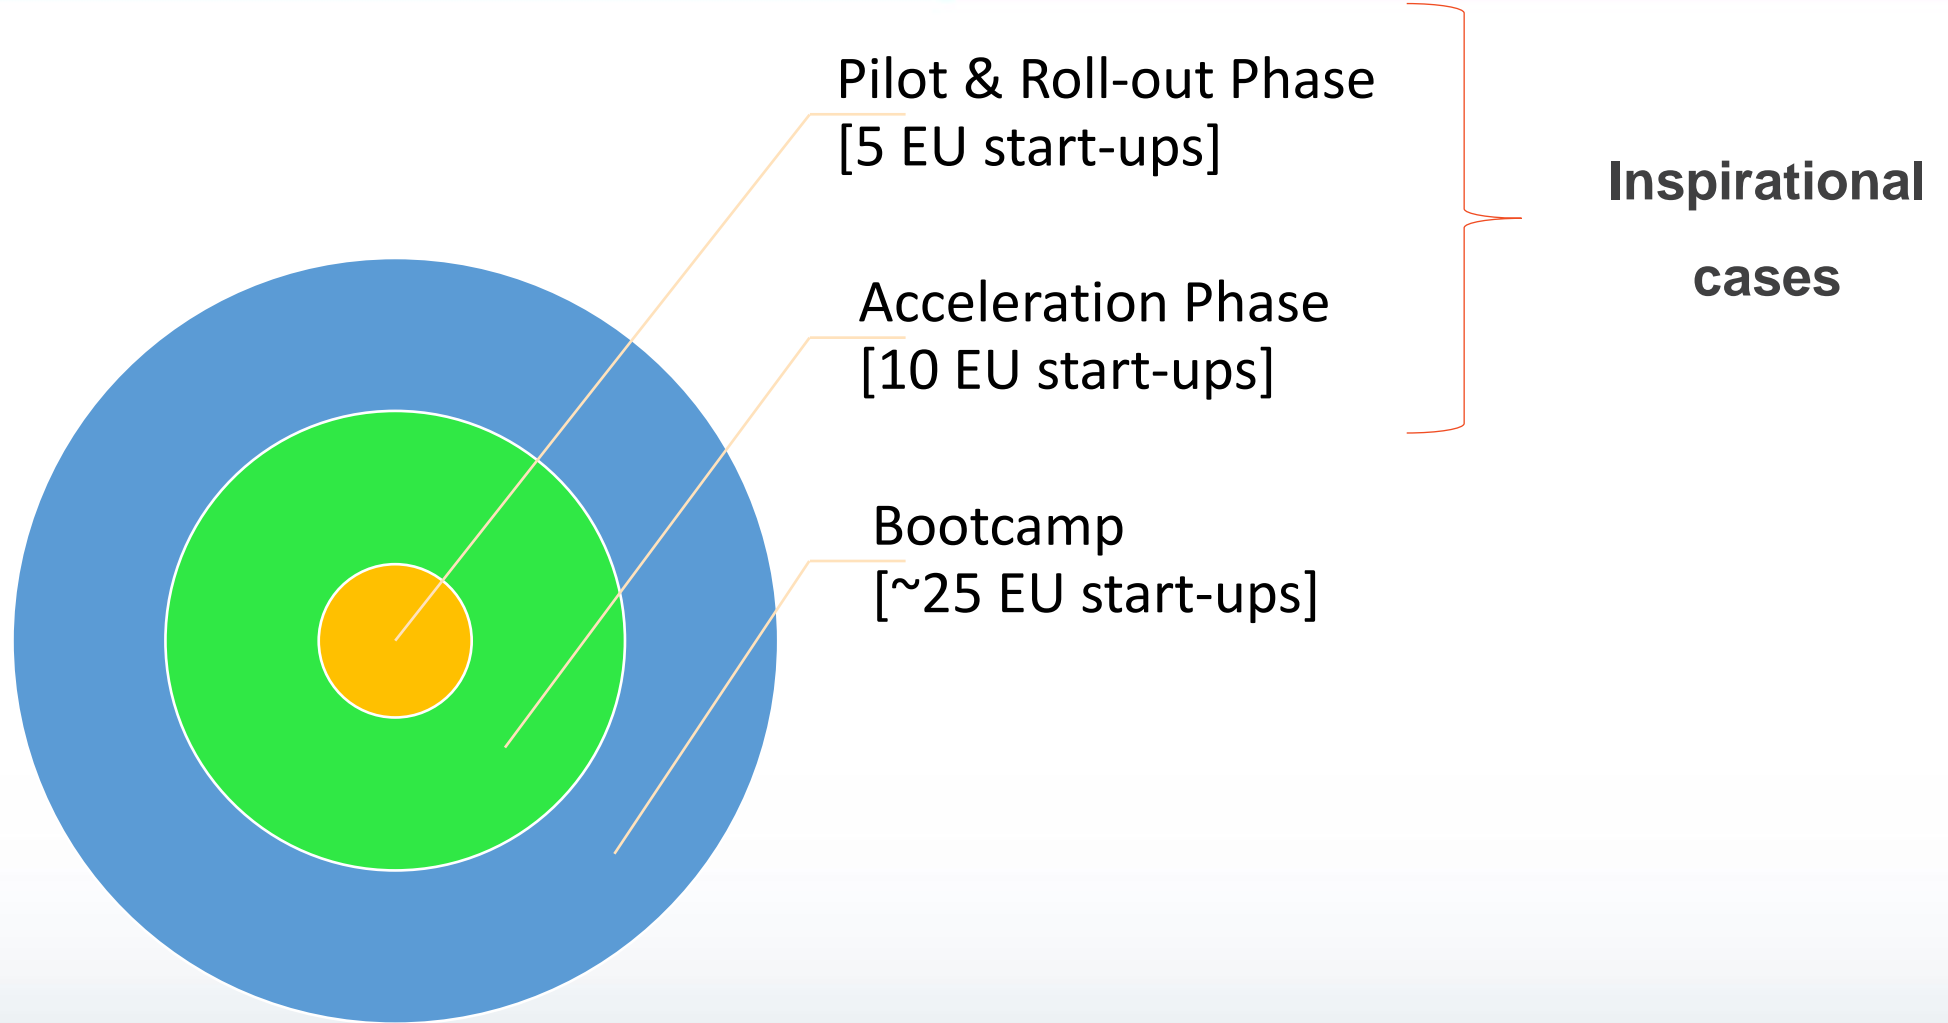 Pilot & Roll-out Phase
[5 EU start-ups]
Acceleration Phase
[10 EU start-ups]
Bootcamp
[~25 EU start-ups]
Inspirational
cases